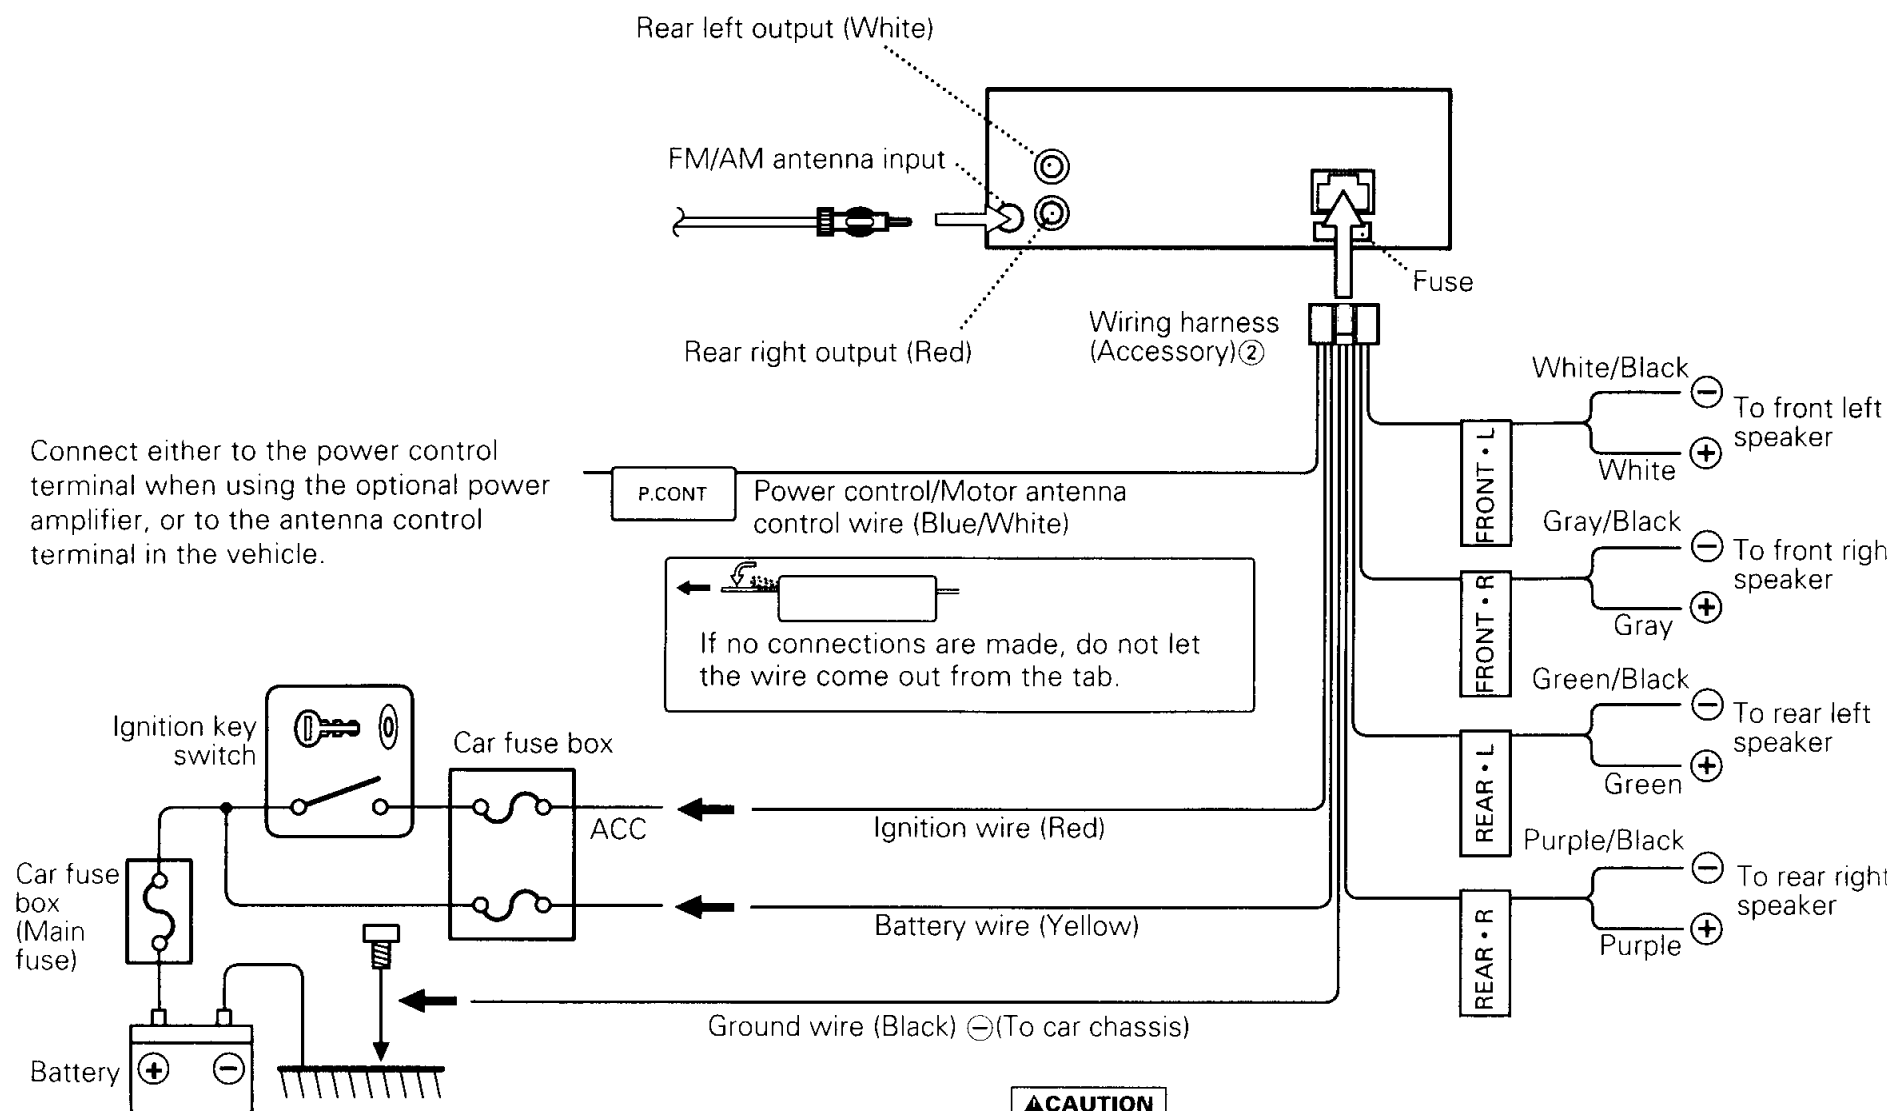 Rear left output (White)
FM/AM antenna input
Fuse
Wiring harness
(Accessory)②
Rear right output (Red)
White/Black
⊖
To front left
speaker
⊕
White
FRONT • L
Connect either to the power control
terminal when using the optional power
amplifier, or to the antenna control
terminal in the vehicle.
P.CONT
Power control/Motor antenna
control wire (Blue/White)
Gray/Black
⊖
To front righ
speaker
⊕
Gray
FRONT • R
If no connections are made, do not let
the wire come out from the tab.
Green/Black
⊖
To rear left
speaker
⊕
Green
REAR • L
Ignition key
switch
Car fuse box
ACC
Ignition wire (Red)
Purple/Black
⊖
To rear right
speaker
⊕
Purple
REAR • R
Car fuse
box
(Main
fuse)
Battery wire (Yellow)
Ground wire (Black) ⊖(To car chassis)
Battery
⊕
⊖
▲CAUTION